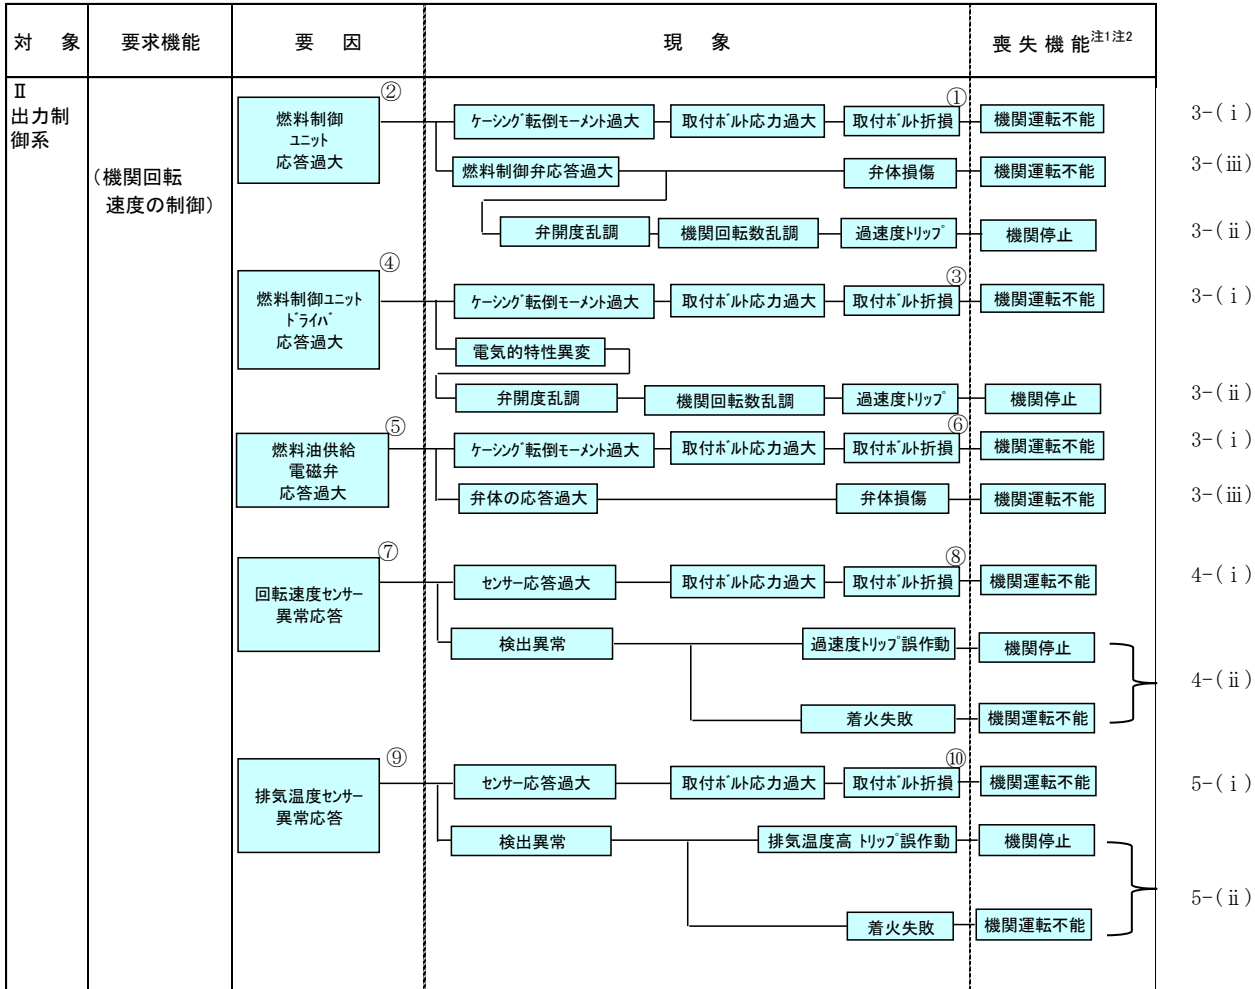 対　象　要求機能　要　因　現　象　喪失機能注1注2
Ⅱ
出力制
御系
(機関回転
速度の制御)
②
燃料制御
ユニット
応答過大
ケーシング転倒モーメント過大　取付ボルト応力過大　①　取付ボルト折損　機関運転不能　3-(ⅰ)
燃料制御弁応答過大　弁体損傷　機関運転不能　3-(ⅲ)
弁開度乱調　機関回転数乱調　過速度トリップ　機関停止　3-(ⅱ)
④
燃料制御ユニット
ドライバ
応答過大
ケーシング転倒モーメント過大　取付ボルト応力過大　③　取付ボルト折損　機関運転不能　3-(ⅰ)
電気的特性異変
弁開度乱調　機関回転数乱調　過速度トリップ　機関停止　3-(ⅱ)
⑤
燃料油供給
電磁弁
応答過大
ケーシング転倒モーメント過大　取付ボルト応力過大　⑥　取付ボルト折損　機関運転不能　3-(ⅰ)
弁体の応答過大　弁体損傷　機関運転不能　3-(ⅲ)
⑦
回転速度センサー
異常応答
センサー応答過大　取付ボルト応力過大　⑧　取付ボルト折損　機関運転不能　4-(ⅰ)
検出異常　過速度トリップ誤作動　機関停止
4-(ⅱ)
着火失敗　機関運転不能
⑨
排気温度センサー
異常応答
センサー応答過大　取付ボルト応力過大　⑩　取付ボルト折損　機関運転不能　5-(ⅰ)
検出異常　排気温度高 トリップ誤作動　機関停止
5-(ⅱ)
着火失敗　機関運転不能